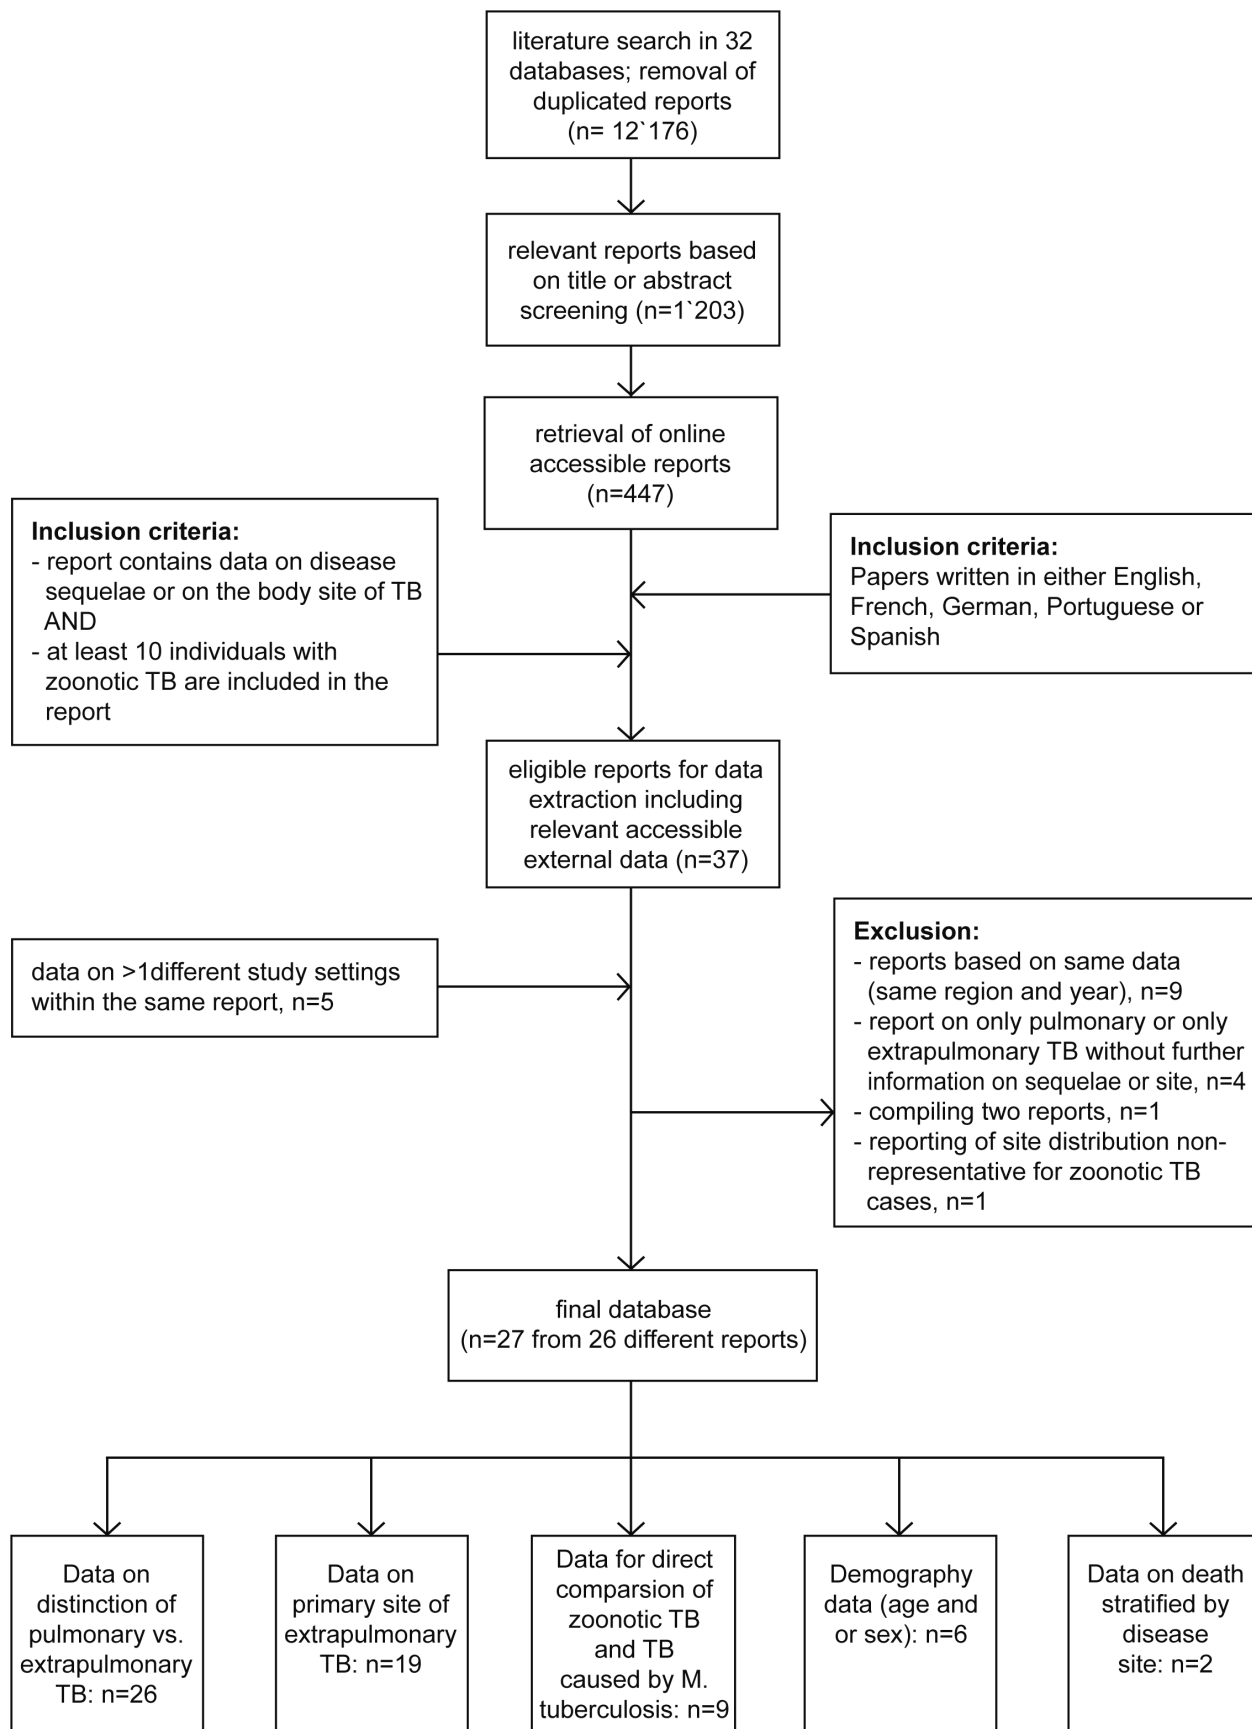 literature search in 32
databases; removal of
duplicated reports
(n= 12`176)
relevant reports based
on title or abstract
screening (n=1`203)
retrieval of online
accessible reports
(n=447)
Inclusion criteria:
- report contains data on disease
sequelae or on the body site of TB
AND
- at least 10 individuals with
zoonotic TB are included in the
report
Inclusion criteria:
Papers written in either English,
French, German, Portuguese or
Spanish
eligible reports for data
extraction including
relevant accessible
external data (n=37)
data on >1different study settings
within the same report, n=5
Exclusion:
- reports based on same data
(same region and year), n=9
- report on only pulmonary or only
extrapulmonary TB without further
information on sequelae or site, n=4
- compiling two reports, n=1
- reporting of site distribution non-
representative for zoonotic TB
cases, n=1
final database
(n=27 from 26 different reports)
Data on
distinction of
pulmonary vs.
extrapulmonary
TB: n=26
Data on
primary site of
extrapulmonary
TB: n=19
Data for direct
comparsion of
zoonotic TB
and TB
caused by M.
tuberculosis: n=9
Demography
data (age and
or sex): n=6
Data on death
stratified by
disease
site: n=2